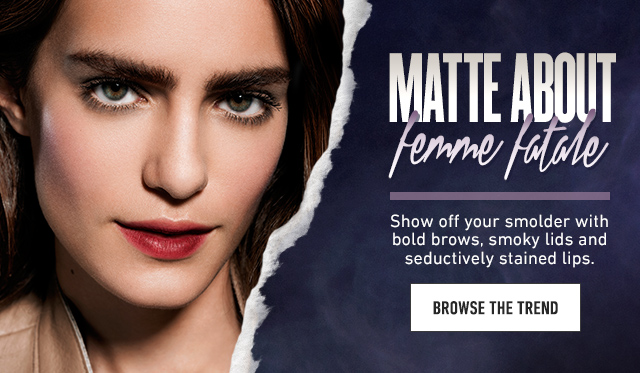 MATTE ABOUT
femme fatale
Show off your smolder with
bold brows, smoky lids and
seductively stained lips.
BROWSE THE TREND